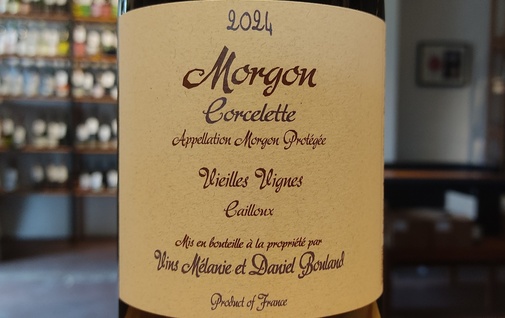 2024
Morgon
Corcelette
Appellation Morgon Protégée
Vieilles Vignes
Cailloux
Mis en bouteille à la propriété par
Vins Mélanie et Daniel Bouland
Product of France